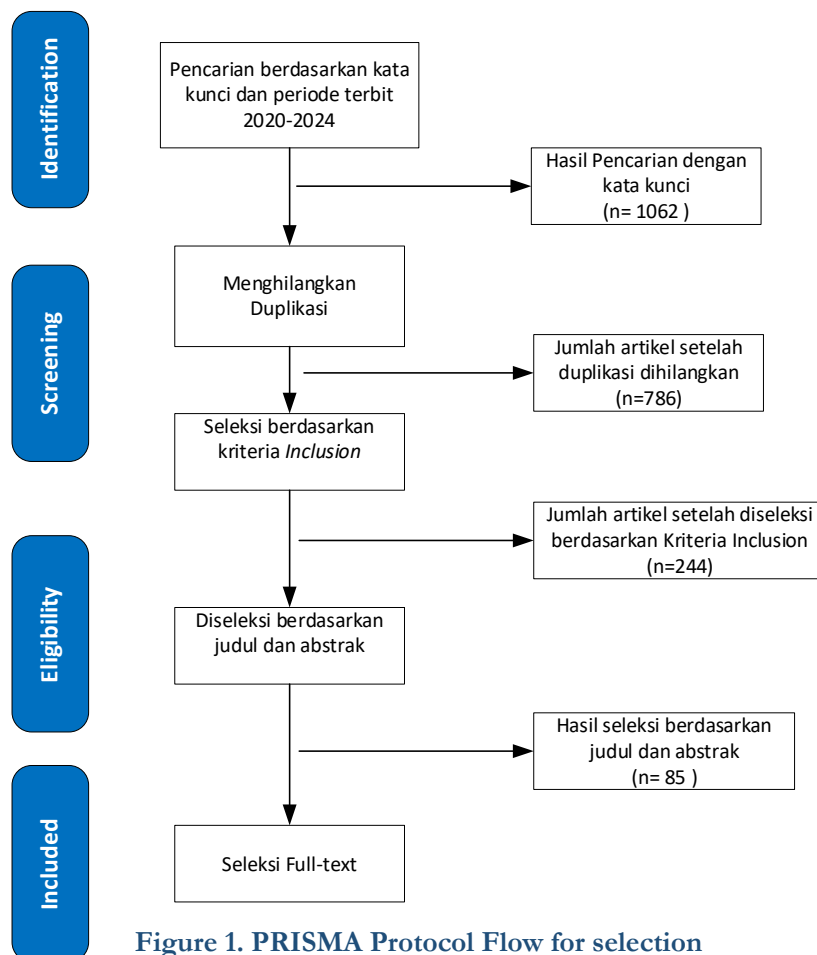 Identification
Pencarian berdasarkan kata
kunci dan periode terbit
2020-2024
Hasil Pencarian dengan
kata kunci
(n= 1062 )
Screening
Menghilangkan
Duplikasi
Jumlah artikel setelah
duplikasi dihilangkan
(n=786)
Seleksi berdasarkan
kriteria Inclusion
Jumlah artikel setelah diseleksi
berdasarkan Kriteria Inclusion
(n=244)
Eligibility
Diseleksi berdasarkan
judul dan abstrak
Hasil seleksi berdasarkan
judul dan abstrak
(n= 85 )
Included
Seleksi Full-text
Figure 1. PRISMA Protocol Flow for selection